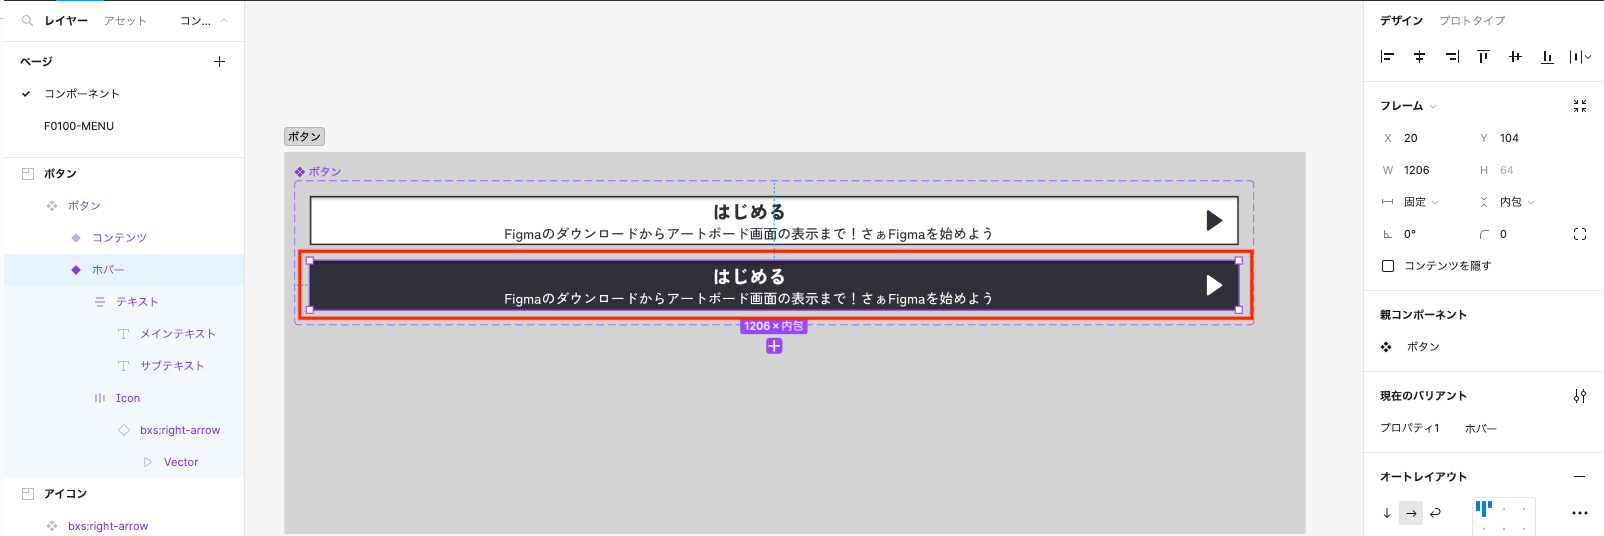 レイヤー アセット コン...
ページ
コンポーネント
F0100-MENU
ボタン
ボタン
コンテンツ
ホバー
テキスト
メインテキスト
サブテキスト
Icon
bxs:right-arrow
Vector
アイコン
bxs:right-arrow
ボタン
ボタン
はじめる
Figmaのダウンロードからアートボード画面の表示まで！さぁFigmaを始めよう
はじめる
Figmaのダウンロードからアートボード画面の表示まで！さぁFigmaを始めよう
1206 × 内包
デザイン プロトタイプ
フレーム
X 20 Y 104
W 1206 H 64
固定 内包
0° 0
コンテンツを隠す
親コンポーネント
ボタン
現在のバリアント
プロパティ1 ホバー
オートレイアウト